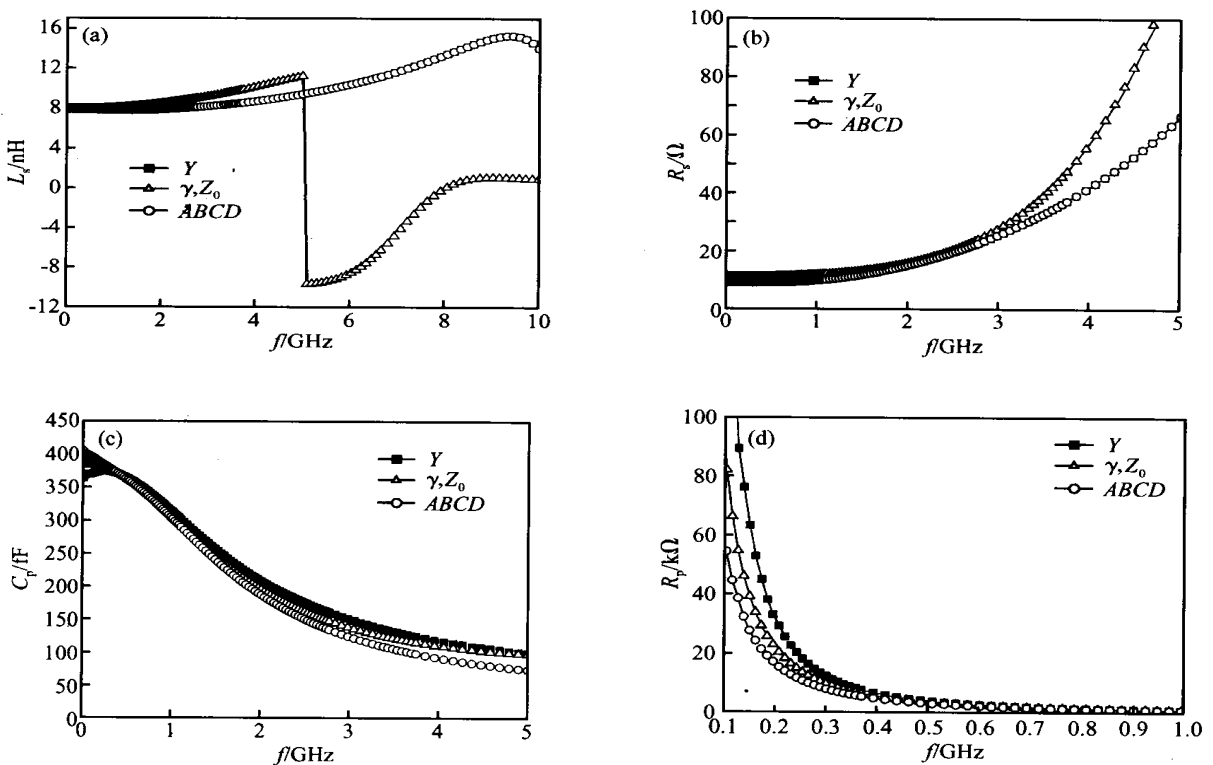 (a)
16
12
8
4
0
-4
-8
-12
Lₛ/nH
Y
γ,Z₀
ABCD
0 2 4 6 8 10
f/GHz
(b)
100
80
60
40
20
0
Rₛ/Ω
Y
γ,Z₀
ABCD
0 1 2 3 4 5
f/GHz
(c)
450
400
350
300
250
200
150
100
50
0
Cₚ/fF
Y
γ,Z₀
ABCD
0 1 2 3 4 5
f/GHz
(d)
100
80
60
40
20
0
Rₚ/kΩ
Y
γ,Z₀
ABCD
0.1 0.2 0.3 0.4 0.5 0.6 0.7 0.8 0.9 1.0
f/GHz